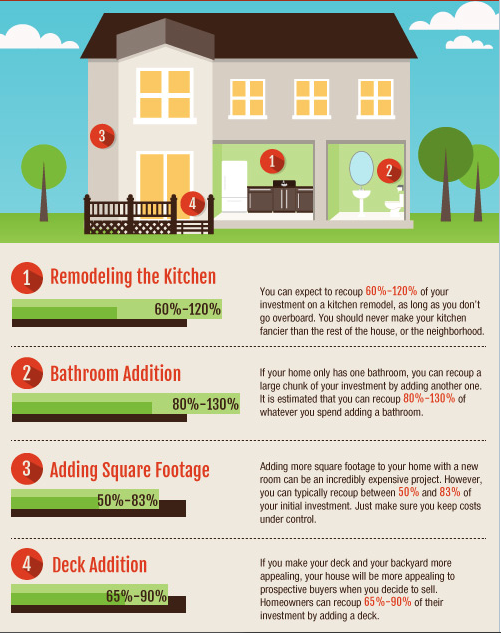 3
1
2
4
1 Remodeling the Kitchen
60%-120%
You can expect to recoup 60%-120% of your
investment on a kitchen remodel, as long as you don't
go overboard. You should never make your kitchen
fancier than the rest of the house, or the neighborhood.
2 Bathroom Addition
80%-130%
If your home only has one bathroom, you can recoup a
large chunk of your investment by adding another one.
It is estimated that you can recoup 80%-130% of
whatever you spend adding a bathroom.
3 Adding Square Footage
50%-83%
Adding more square footage to your home with a new
room can be an incredibly expensive project. However,
you can typically recoup between 50% and 83% of
your initial investment. Just make sure you keep costs
under control.
4 Deck Addition
65%-90%
If you make your deck and your backyard more
appealing, your house will be more appealing to
prospective buyers when you decide to sell.
Homeowners can recoup 65%-90% of their
investment by adding a deck.